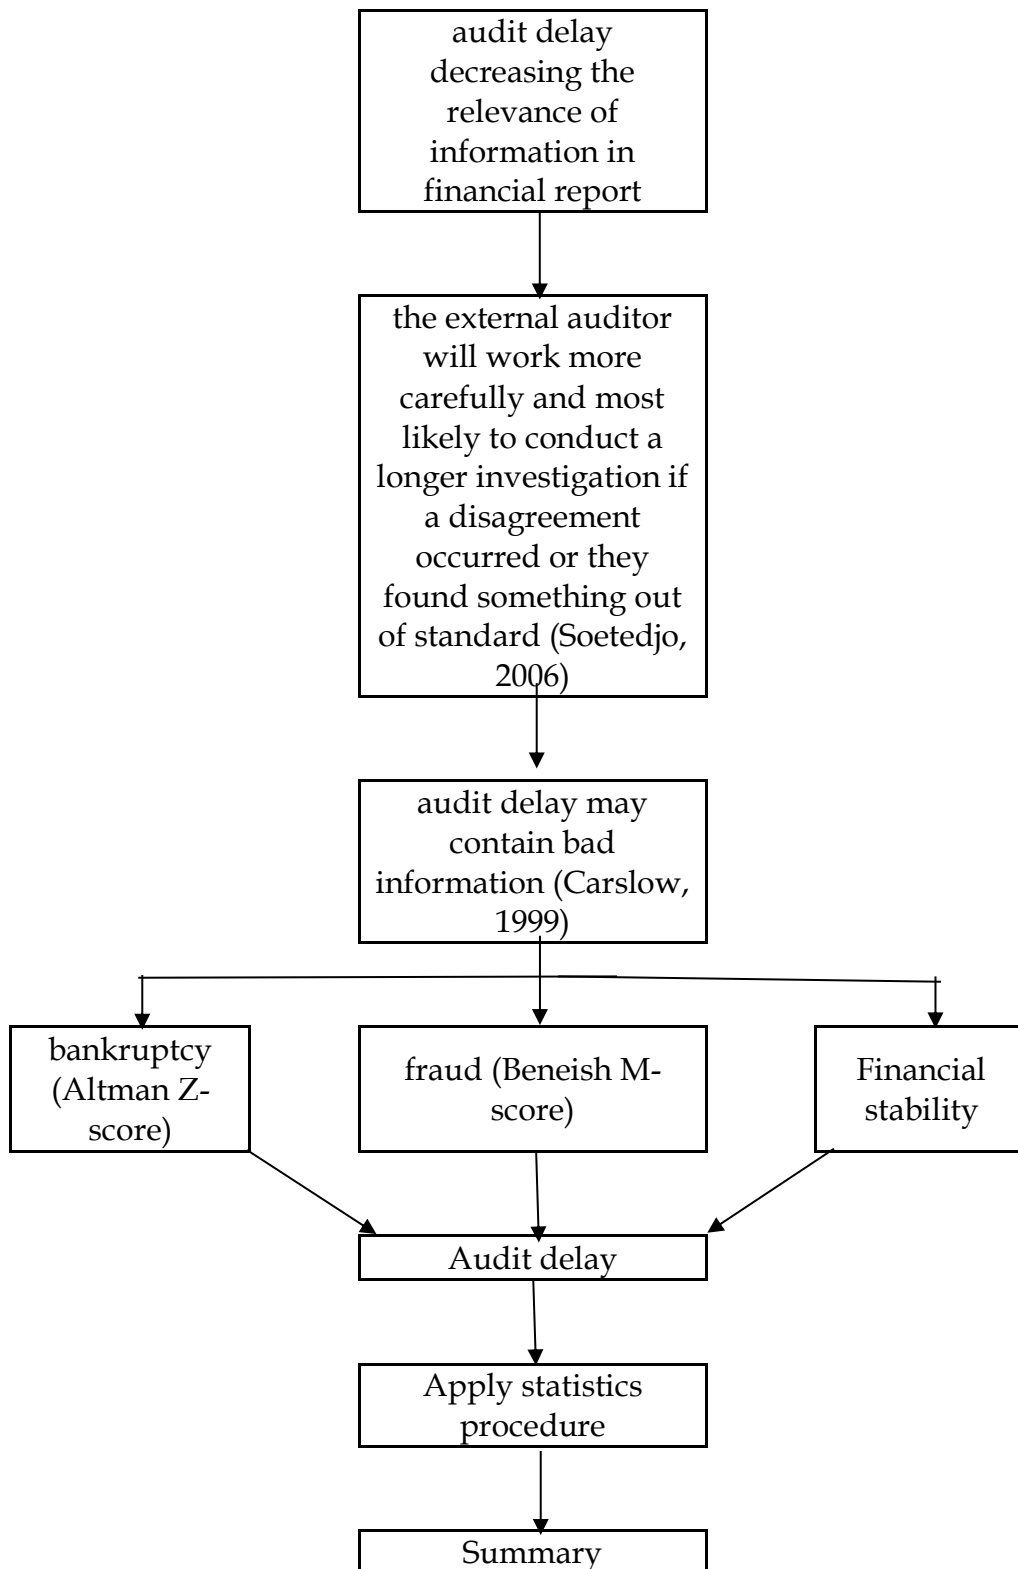 audit delay
decreasing the
relevance of
information in
financial report
the external auditor
will work more
carefully and most
likely to conduct a
longer investigation if
a disagreement
occurred or they
found something out
of standard (Soetedjo,
2006)
audit delay may
contain bad
information (Carslow,
1999)
bankruptcy
(Altman Z-
score)
fraud (Beneish M-
score)
Financial
stability
Audit delay
Apply statistics
procedure
Summary